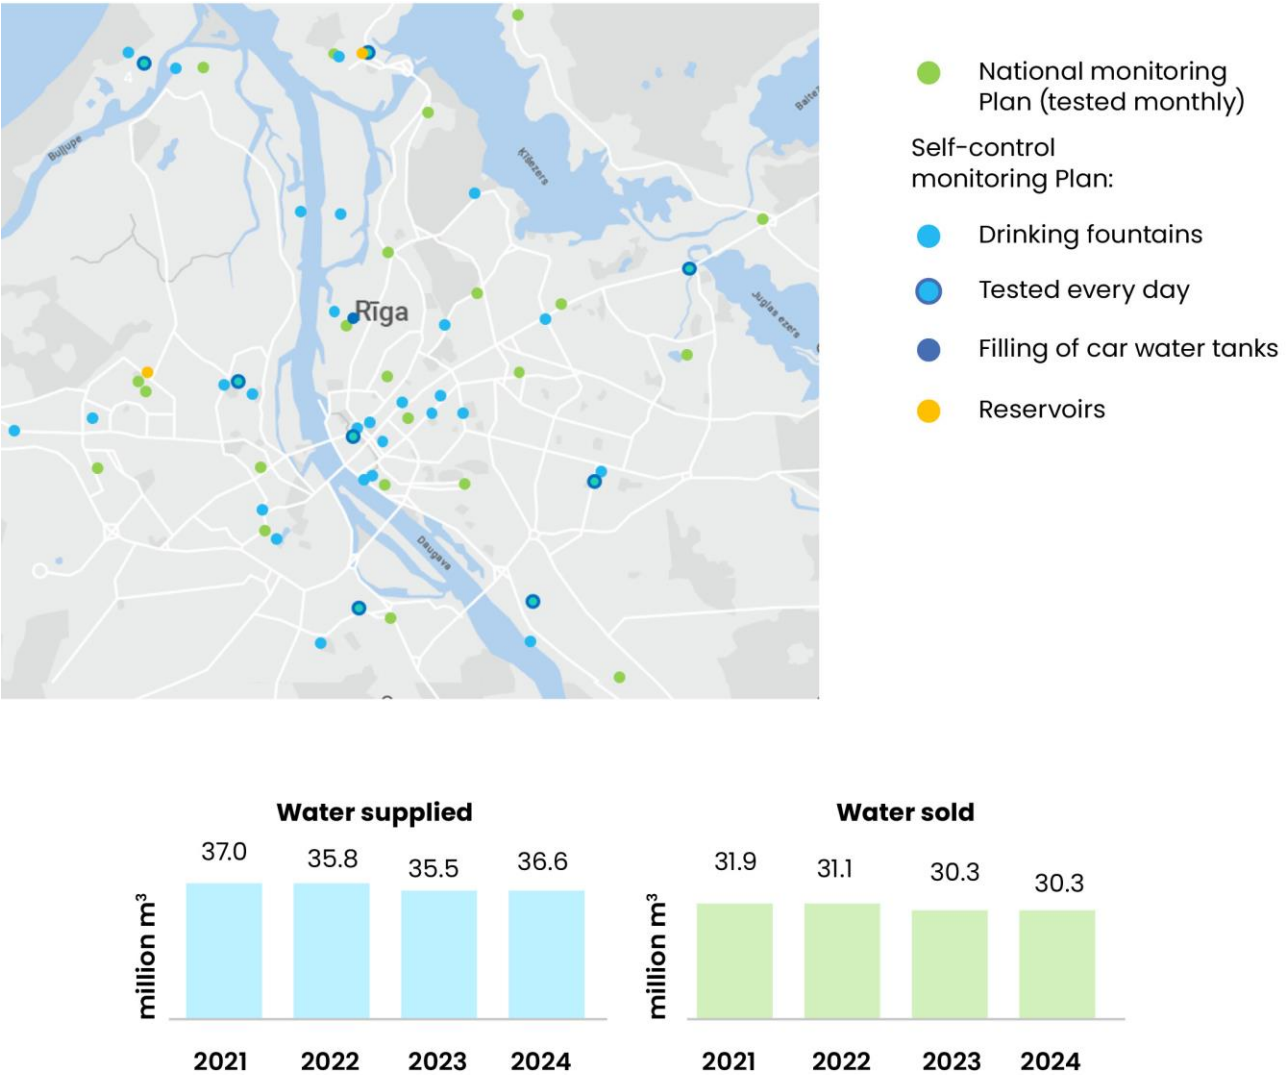 4
Buļļupe
Ķīšezers
Rīga
Juglas ezers
Daugava
National monitoring
Plan (tested monthly)
Self-control
monitoring Plan:
Drinking fountains
Tested every day
Filling of car water tanks
Reservoirs
Water supplied
37.0 35.8 35.5 36.6
million m³
2021 2022 2023 2024
Water sold
31.9 31.1 30.3 30.3
million m³
2021 2022 2023 2024